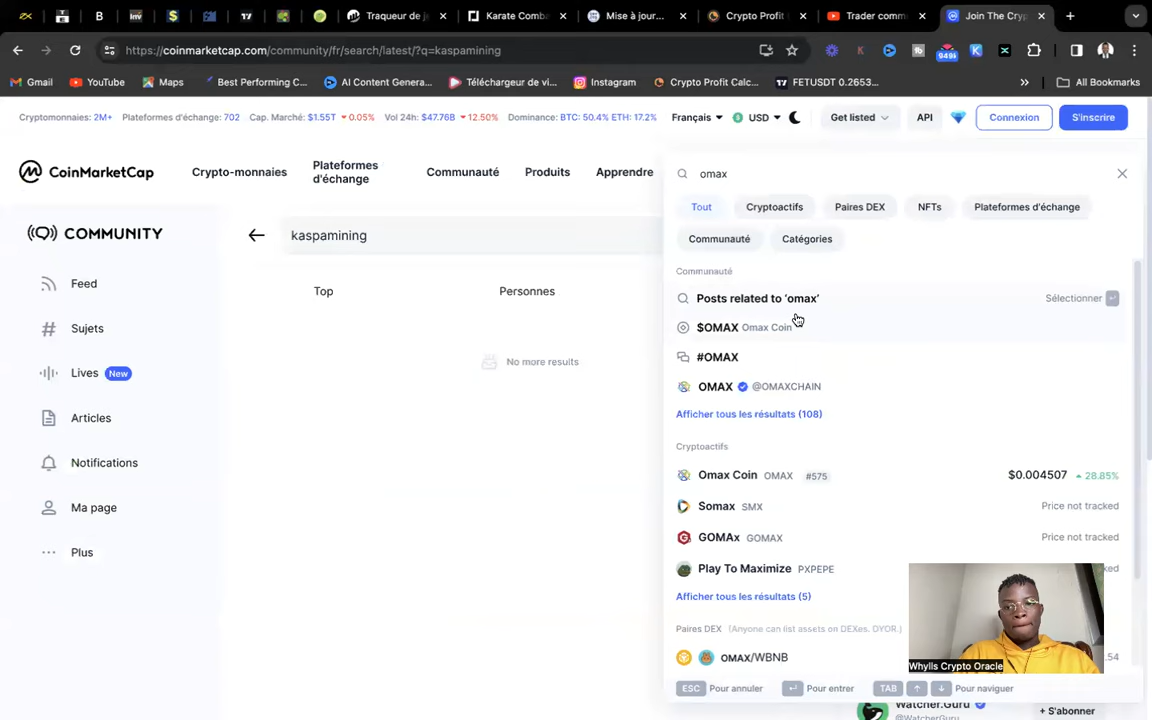 Traqueur de j
Karate Comba
Mise à jour...
Crypto Profit
Trader comm
Join The Cryp
https://coinmarketcap.com/community/fr/search/latest/?q=kaspamining
949k
Gmail
YouTube
Maps
Best Performing C...
AI Content Genera...
Téléchargeur de vi...
Instagram
Crypto Profit Calc...
FETUSDT 0.2653...
All Bookmarks
Cryptomonnaies: 2M+ Plateformes d'échange: 702 Cap. Marché: $1.55T 0.05% Vol 24h: $47.76B 12.50% Dominance: BTC: 50.4% ETH: 17.2%
Français
USD
Get listed
API
Connexion
S'inscrire
CoinMarketCap
Crypto-monnaies
Plateformes
d'échange
Communauté
Produits
Apprendre
omax
Tout
Cryptoactifs
Paires DEX
NFTs
Plateformes d'échange
Communauté
Catégories
COMMUNITY
kaspamining
Feed
Sujets
Lives New
Articles
Notifications
Ma page
Plus
Top
Personnes
No more results
Communauté
Posts related to 'omax'
Sélectionner
$OMAX Omax Coin
#OMAX
OMAX @OMAXCHAIN
Afficher tous les résultats (108)
Cryptoactifs
Omax Coin OMAX #575 $0.004507 28.85%
Somax SMX Price not tracked
GOMAx GOMAX Price not tracked
Play To Maximize PXPEPE
Afficher tous les résultats (5)
Paires DEX (Anyone can list assets on DEXes. DYOR.)
OMAX/WBNB
Whylls Crypto Oracle
ESC Pour annuler
Pour entrer
TAB Pour naviguer
Watcher.Guru
@WatcherGuru
+ S'abonner